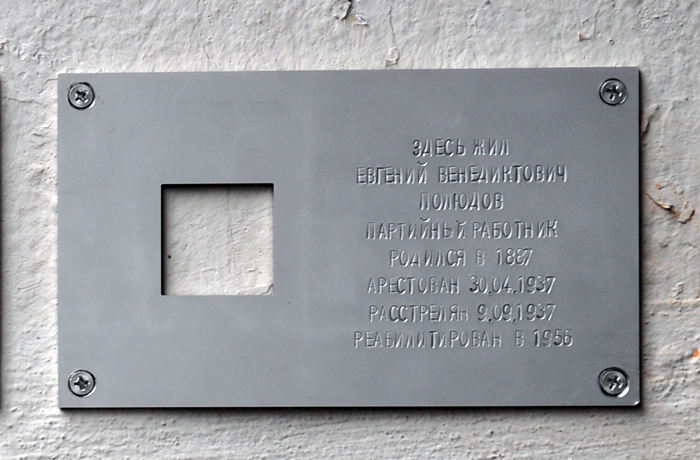 ЗДЕСЬ ЖИЛ
ЕВГЕНИЙ ВЕНЕДИКТОВИЧ
ПОЛЮДОВ
ПАРТИЙНЫЙ РАБОТНИК
РОДИЛСЯ В 1887
АРЕСТОВАН 30.04.1937
РАССТРЕЛЯН 9.09.1937
РЕАБИЛИТИРОВАН В 1956